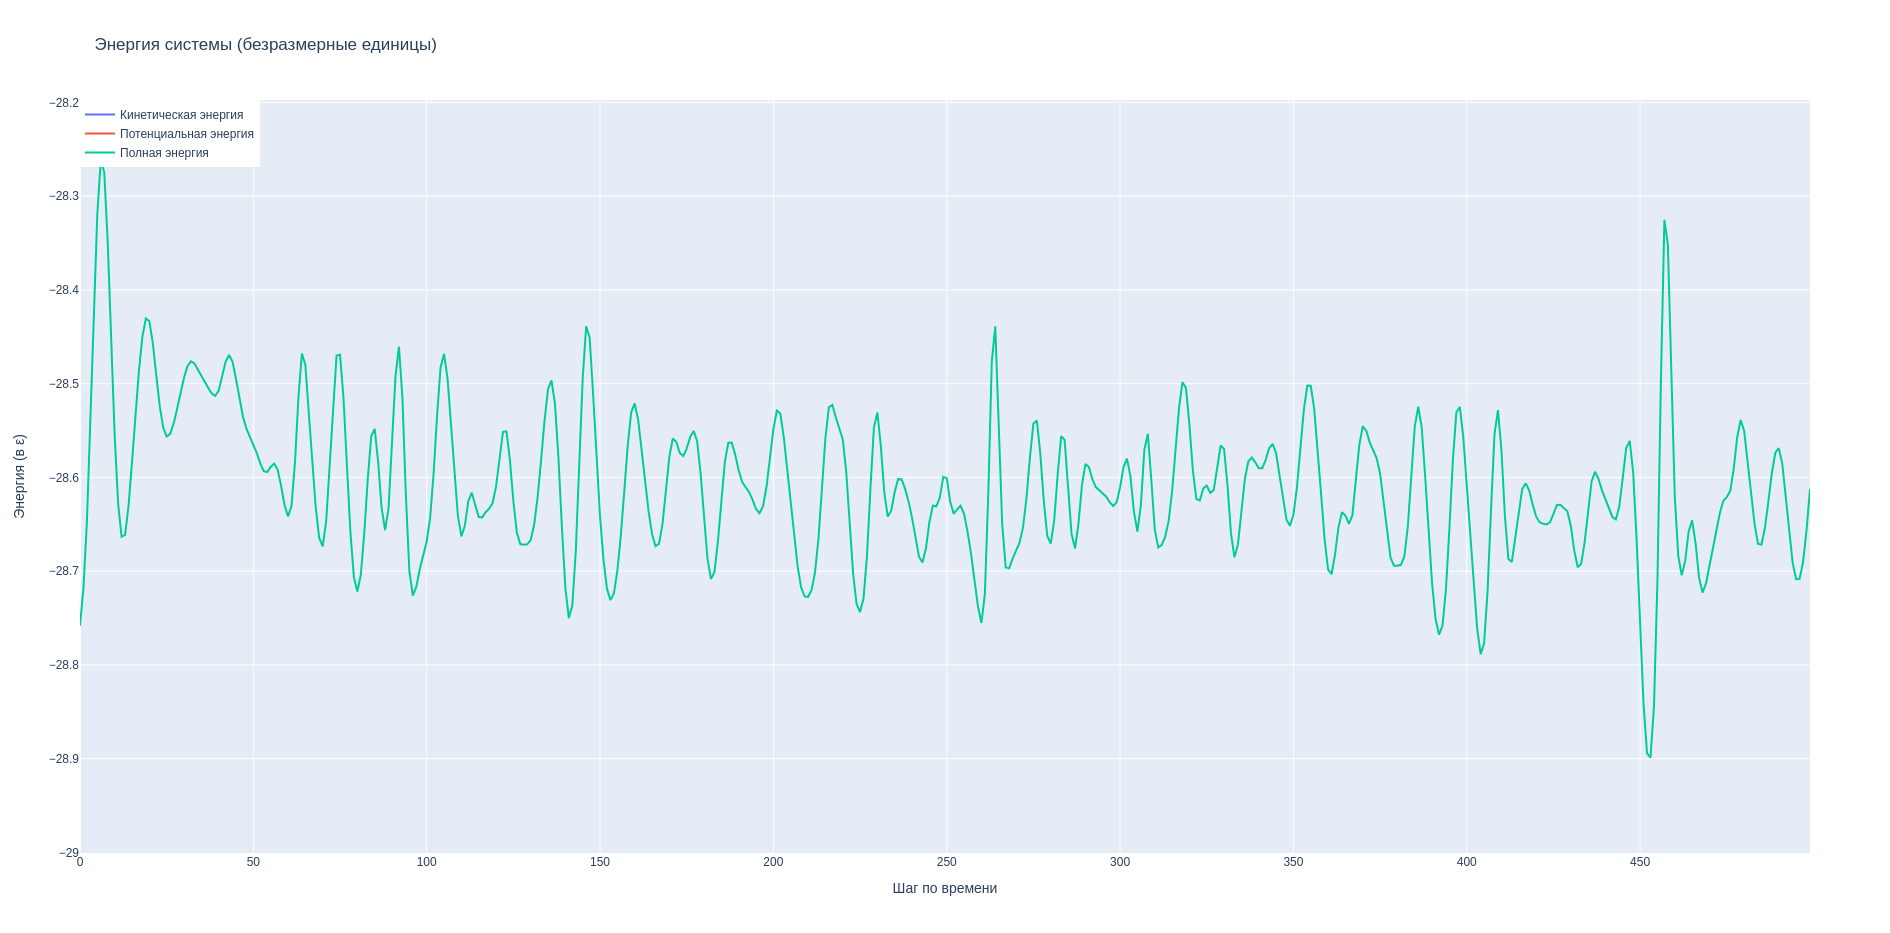 Энергия системы (безразмерные единицы)
Кинетическая энергия
Потенциальная энергия
Полная энергия
−28.2
−28.3
−28.4
−28.5
−28.6
−28.7
−28.8
−28.9
−29
Энергия (в ε)
0 50 100 150 200 250 300 350 400 450
Шаг по времени